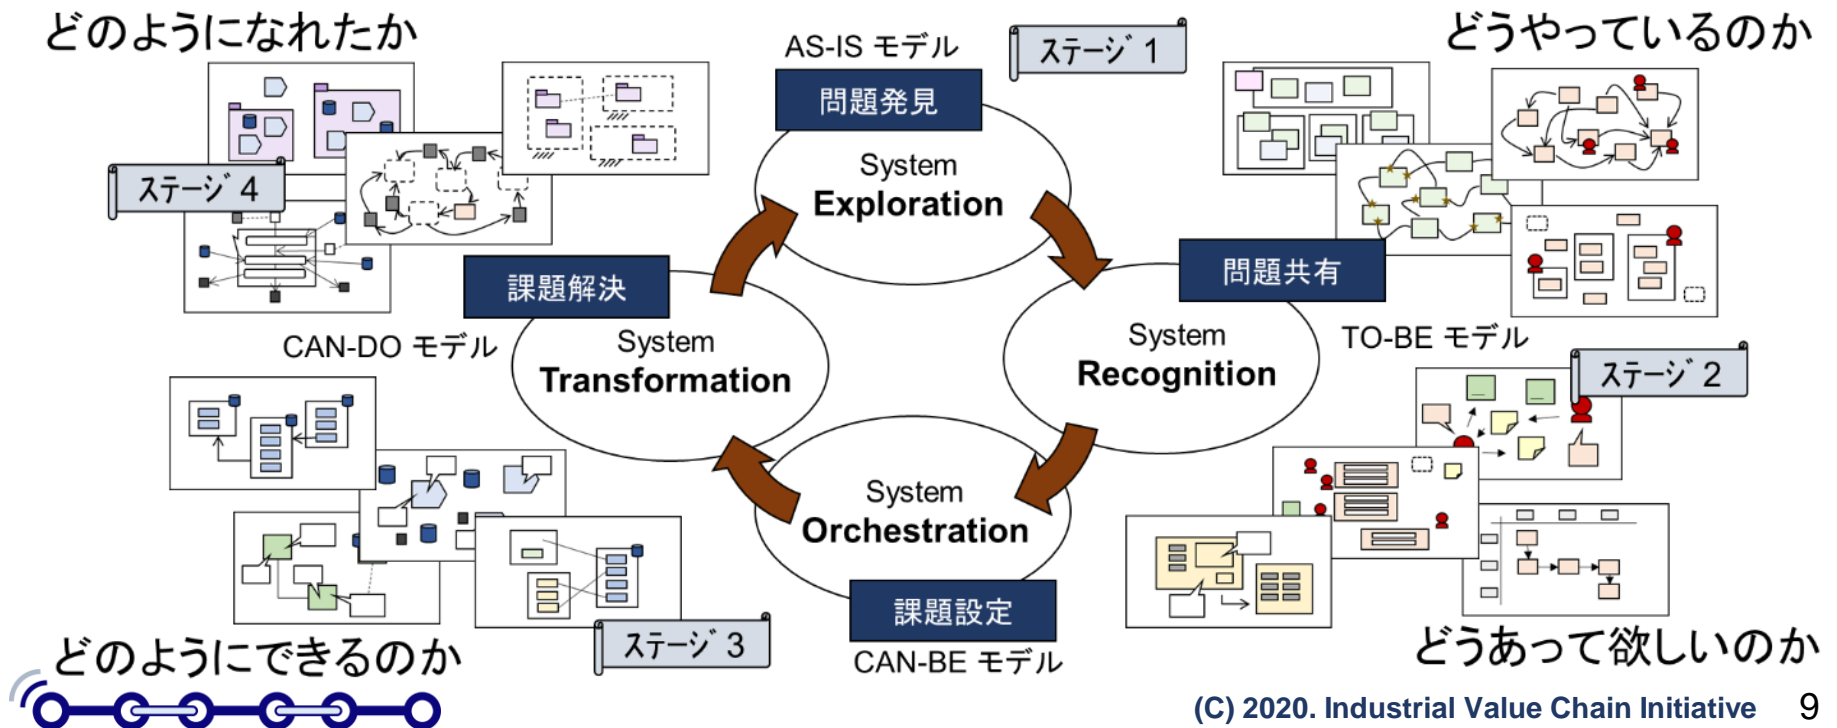 どのようになれたか
AS-IS モデル
ステージ 1
どうやっているのか
問題発見
System
Exploration
ステージ 4
課題解決
問題共有
CAN-DO モデル
System
Transformation
System
Recognition
TO-BE モデル
ステージ 2
System
Orchestration
課題設定
ステージ 3
CAN-BE モデル
どのようにできるのか
どうあって欲しいのか
(C) 2020. Industrial Value Chain Initiative 9